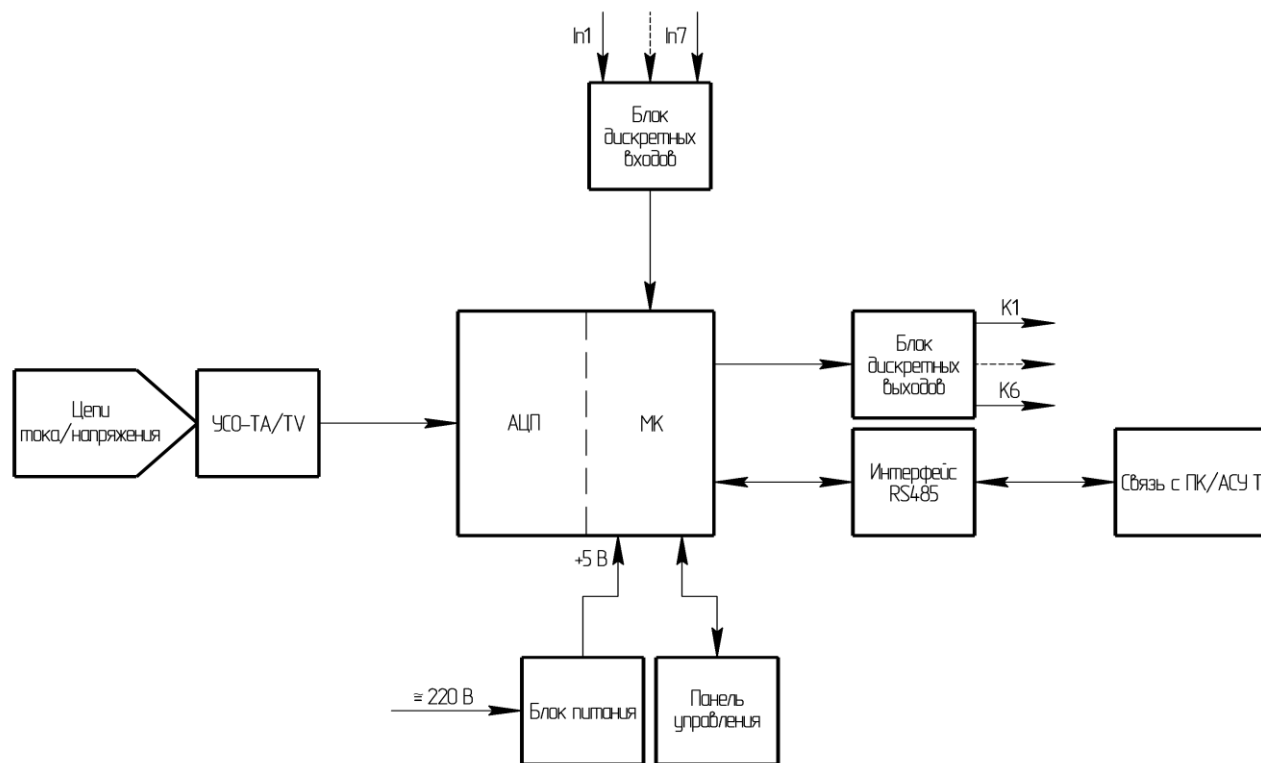 In1
In7
Блок
дискретных
входов
K1
Блок
дискретных
выходов
K6
Цепи
тока/напряжения
УСО-ТА/TV
АЦП
МК
Интерфейс
RS485
Связь с ПК/АСУ Т
+5 В
≅ 220 В
Блок питания
Панель
управления